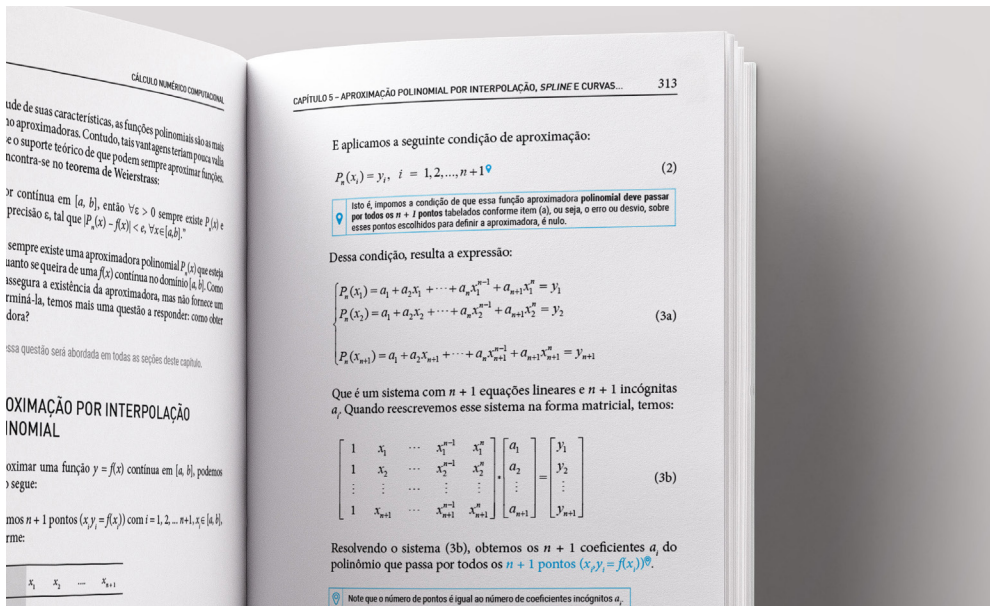 CÁLCULO NUMÉRICO COMPUTACIONAL
ude de suas características, as funções polinomiais são as mais
no aproximadoras. Contudo, tais vantagens teriam pouca valia
e o suporte teórico de que podem sempre aproximar funções.
ncontra-se no teorema de Weierstrass:
or contínua em [a, b], então ∀ε > 0 sempre existe Pₙ(x) e
precisão ε, tal que |Pₙ(x) – f(x)| < e, ∀x∈[a,b]."
sempre existe uma aproximadora polinomial Pₙ(x) que esteja
uanto se queira de uma f(x) contínua no domínio [a, b]. Como
assegura a existência da aproximadora, mas não fornece um
rminá-la, temos mais uma questão a responder: como obter
dora?
essa questão será abordada em todas as seções deste capítulo.
OXIMAÇÃO POR INTERPOLAÇÃO
INOMIAL
oximar uma função y = f(x) contínua em [a, b], podemos
o segue:
mos n + 1 pontos (xᵢ,yᵢ = f(xᵢ)) com i = 1, 2, ... n+1, xᵢ∈ [a, b],
rme:
x₁ x₂ ... xₙ₊₁
CAPÍTULO 5 – APROXIMAÇÃO POLINOMIAL POR INTERPOLAÇÃO, SPLINE E CURVAS... 313
E aplicamos a seguinte condição de aproximação:
Pₙ(xᵢ) = yᵢ, i = 1,2,...,n+1 (2)
Isto é, impomos a condição de que essa função aproximadora polinomial deve passar
por todos os n + 1 pontos tabelados conforme item (a), ou seja, o erro ou desvio, sobre
esses pontos escolhidos para definir a aproximadora, é nulo.
Dessa condição, resulta a expressão:
Pₙ(x₁) = a₁ + a₂x₁ + ⋯ + aₙx₁ⁿ⁻¹ + aₙ₊₁x₁ⁿ = y₁
Pₙ(x₂) = a₁ + a₂x₂ + ⋯ + aₙx₂ⁿ⁻¹ + aₙ₊₁x₂ⁿ = y₂
(3a)
Pₙ(xₙ₊₁) = a₁ + a₂xₙ₊₁ + ⋯ + aₙxₙ₊₁ⁿ⁻¹ + aₙ₊₁xₙ₊₁ⁿ = yₙ₊₁
Que é um sistema com n + 1 equações lineares e n + 1 incógnitas
aᵢ. Quando reescrevemos esse sistema na forma matricial, temos:
1 x₁ ⋯ x₁ⁿ⁻¹ x₁ⁿ a₁ y₁
1 x₂ ⋯ x₂ⁿ⁻¹ x₂ⁿ a₂ y₂
⋮ ⋮ ⋯ ⋮ ⋮ * ⋮ = ⋮ (3b)
1 xₙ₊₁ ⋯ xₙ₊₁ⁿ⁻¹ xₙ₊₁ⁿ aₙ₊₁ yₙ₊₁
Resolvendo o sistema (3b), obtemos os n + 1 coeficientes aᵢ do
polinômio que passa por todos os n + 1 pontos (xᵢ,yᵢ = f(xᵢ)).
Note que o número de pontos é igual ao número de coeficientes incógnitos aᵢ.